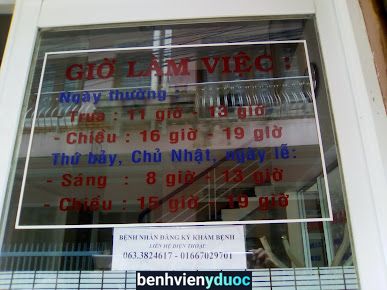 GIỜ LÀM VIỆC :
Ngày thường :
- Trưa : 11 giờ - 13 giờ
- Chiều : 16 giờ - 19 giờ
Thứ bảy, Chủ Nhật, ngày lễ:
- Sáng : 8 giờ - 13 giờ
- Chiều : 15 giờ - 19 giờ
BỆNH NHÂN ĐĂNG KÝ KHÁM BỆNH
LIÊN HỆ ĐIỆN THOẠI:
063.3824617 - 01667029701
benhvienyduoc